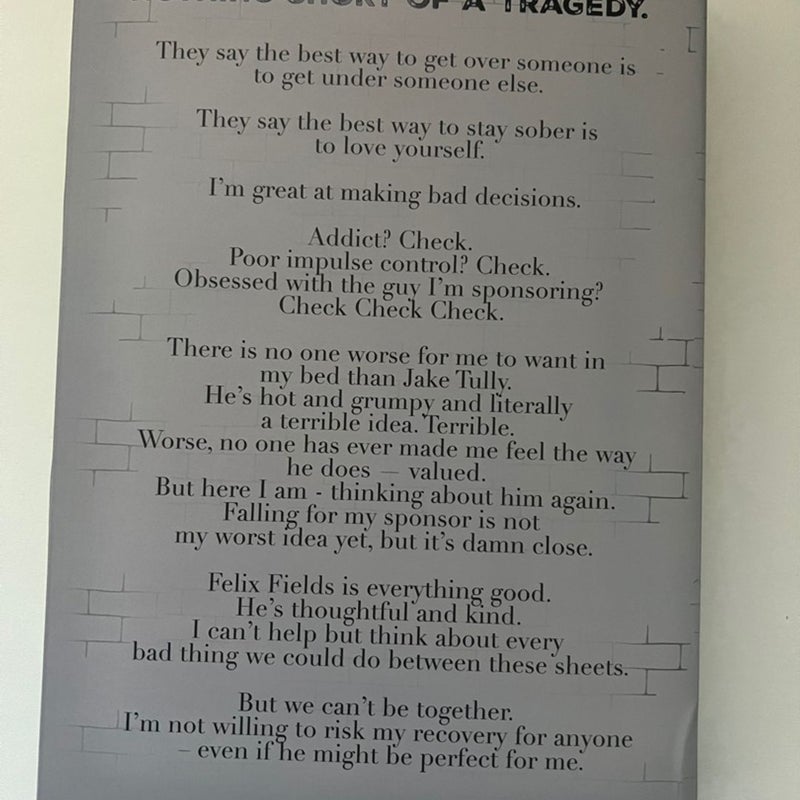 OF A TRAGEDY.
They say the best way to get over someone is
to get under someone else.
They say the best way to stay sober is
to love yourself.
I'm great at making bad decisions.
Addict? Check.
Poor impulse control? Check.
Obsessed with the guy I'm sponsoring?
Check Check Check.
There is no one worse for me to want in
my bed than Jake Tully.
He's hot and grumpy and literally
a terrible idea. Terrible.
Worse, no one has ever made me feel the way
he does — valued.
But here I am - thinking about him again.
Falling for my sponsor is not
my worst idea yet, but it's damn close.
Felix Fields is everything good.
He's thoughtful and kind.
I can't help but think about every
bad thing we could do between these sheets.
But we can't be together.
I'm not willing to risk my recovery for anyone
– even if he might be perfect for me.